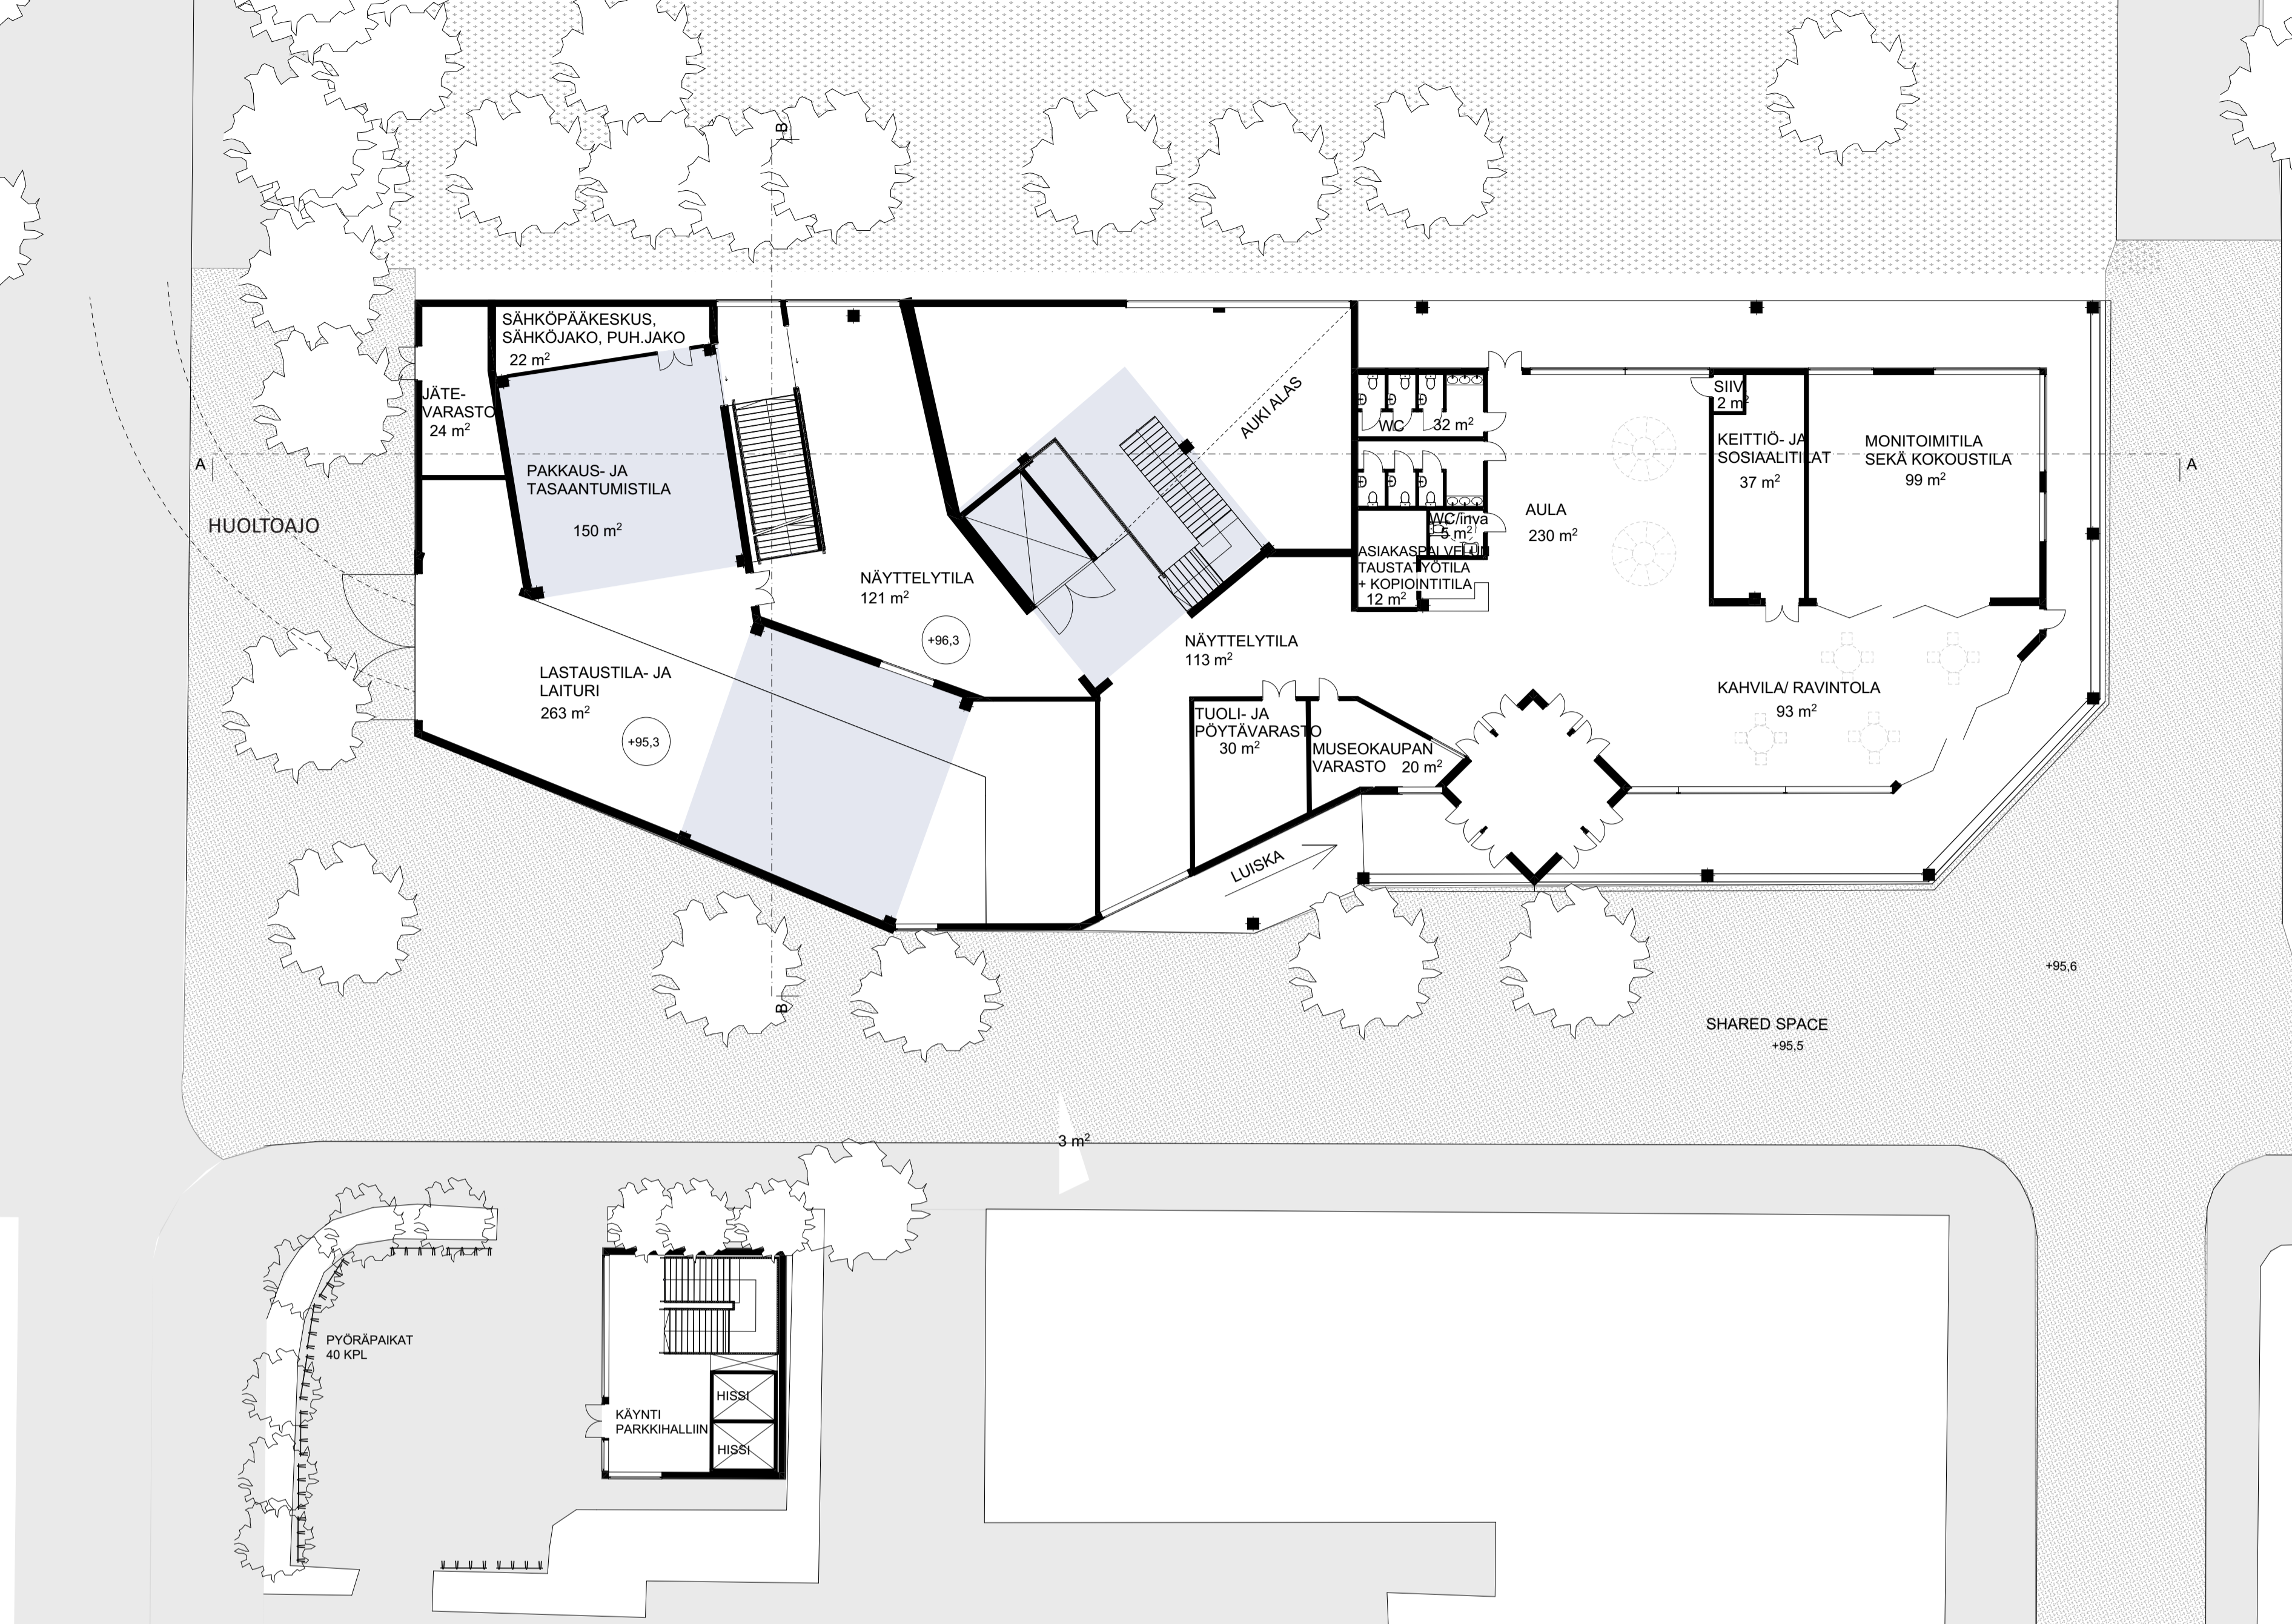 B
SÄHKÖPÄÄKESKUS,
SÄHKÖJAKO, PUH.JAKO
22 m²
JÄTE-
VARASTO
24 m²
A
PAKKAUS- JA
TASAANTUMISTILA
150 m²
HUOLTOAJO
AUKI ALAS
WC 32 m²
SIIV
2 m²
KEITTIÖ- JA
SOSIAALITILAT
37 m²
MONITOIMITILA
SEKÄ KOKOUSTILA
99 m²
A
AULA
230 m²
WC/inva
5 m²
ASIAKASPALVELUN
TAUSTATYÖTILA
+ KOPIOINTITILA
12 m²
NÄYTTELYTILA
121 m²
+96,3
NÄYTTELYTILA
113 m²
LASTAUSTILA- JA
LAITURI
263 m²
+95,3
TUOLI- JA
PÖYTÄVARASTO
30 m²
MUSEOKAUPAN
VARASTO 20 m²
KAHVILA/ RAVINTOLA
93 m²
LUISKA
B
+95,6
SHARED SPACE
+95,5
3 m²
PYÖRÄPAIKAT
40 KPL
HISSI
KÄYNTI
PARKKIHALLIIN
HISSI